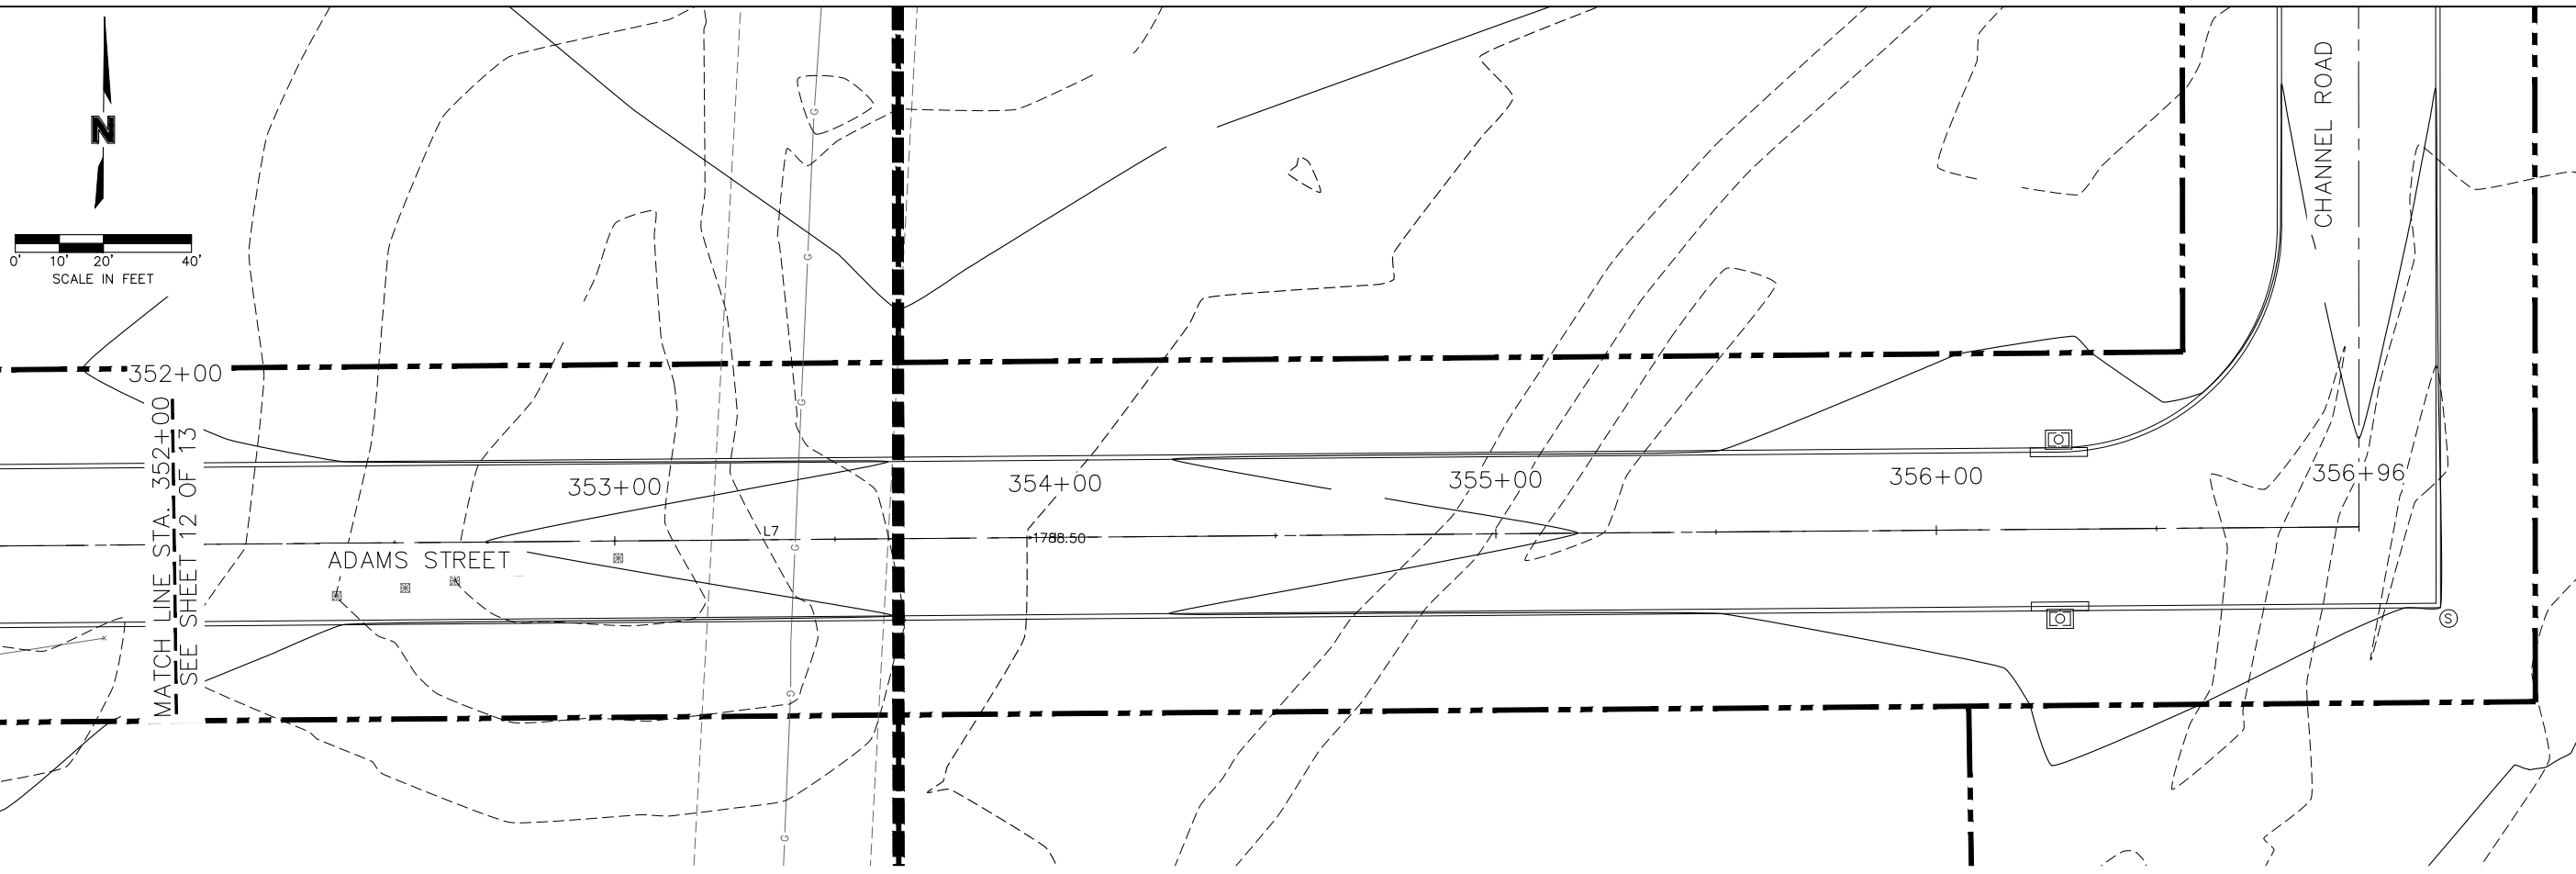 CHANNEL ROAD
N
0' 10' 20' 40'
SCALE IN FEET
G
G
G
G
G
G
352+00
MATCH LINE STA. 352+00
SEE SHEET 12 OF 13
353+00
354+00
355+00
356+00
356+96
L7
1788.50
ADAMS STREET
S
x